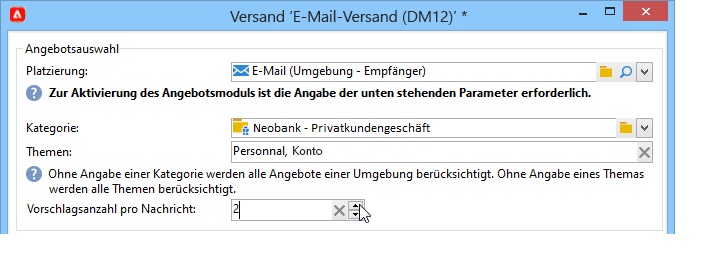 Versand ‘E-Mail-Versand (DM12)’ *
Angebotsauswahl
Platzierung: E-Mail (Umgebung - Empfänger)
Zur Aktivierung des Angebotsmoduls ist die Angabe der unten stehenden Parameter erforderlich.
Kategorie: Neobank - Privatkundengeschäft
Themen: Personnal, Konto
Ohne Angabe einer Kategorie werden alle Angebote einer Umgebung berücksichtigt. Ohne Angabe eines Themas
werden alle Themen berücksichtigt.
Vorschlagsanzahl pro Nachricht: 2